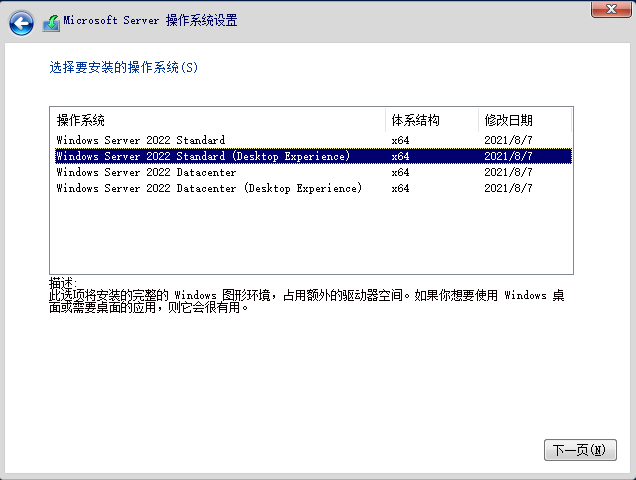 Microsoft Server 操作系统设置
选择要安装的操作系统(S)
操作系统 体系结构 修改日期
Windows Server 2022 Standard x64 2021/8/7
Windows Server 2022 Standard (Desktop Experience) x64 2021/8/7
Windows Server 2022 Datacenter x64 2021/8/7
Windows Server 2022 Datacenter (Desktop Experience) x64 2021/8/7
描述:
此选项将安装的完整的 Windows 图形环境，占用额外的驱动器空间。如果你想要使用 Windows 桌
面或需要桌面的应用，则它会很有用。
下一页(N)